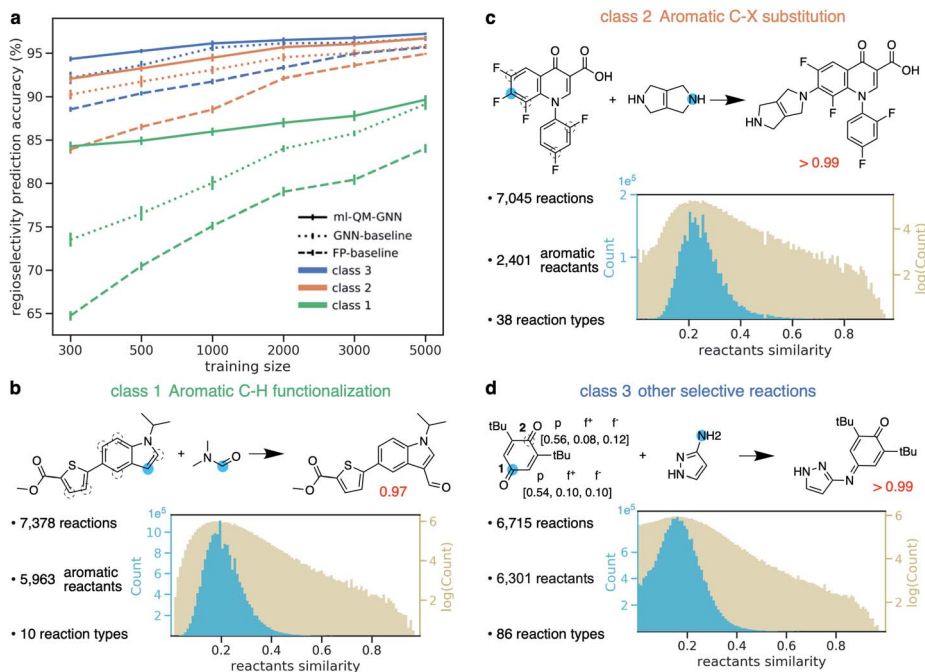 a
regioselectivity prediction accuracy (%)
95
90
85
80
75
70
65
ml-QM-GNN
GNN-baseline
FP-baseline
class 3
class 2
class 1
300 500 1000 2000 3000 5000
training size
b class 1 Aromatic C-H functionalization
S
N
O
O
+
N
O
S
N
O
O
O
0.97
• 7,378 reactions
• 5,963 aromatic
reactants
• 10 reaction types
1e⁵
10
8
6
4
2
Count
6
4
2
log(Count)
0.2 0.4 0.6 0.8
reactants similarity
c class 2 Aromatic C-X substitution
F
F
F
O
O
OH
N
F
F
+
HN
NH
F
O
O
OH
N
N
HN
F
F
F
> 0.99
• 7,045 reactions
• 2,401 aromatic
reactants
• 38 reaction types
1e⁵
2
1
Count
4
2
log(Count)
0.2 0.4 0.6 0.8
reactants similarity
d class 3 other selective reactions
tBu
2
O
p f⁺ f⁻
[0.56, 0.08, 0.12]
1
tBu
O
p f⁺ f⁻
[0.54, 0.10, 0.10]
+
NH2
N
N
H
tBu
O
tBu
N
N
H
N
> 0.99
• 6,715 reactions
• 6,301 reactants
• 86 reaction types
1e⁵
6
4
2
Count
6
4
2
log(Count)
0.2 0.4 0.6 0.8
reactants similarity